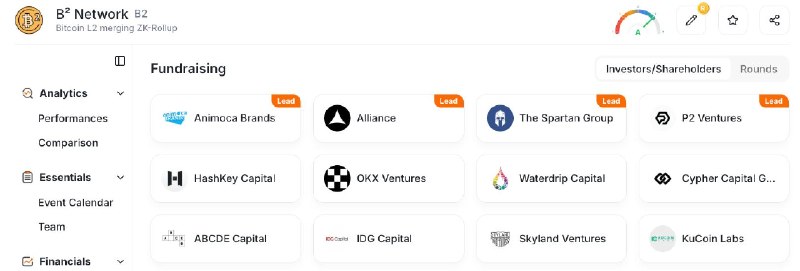 B² Network B2
Bitcoin L2 merging ZK-Rollup
A
Fundraising
Investors/Shareholders Rounds
Analytics
Performances
Comparison
Essentials
Event Calendar
Team
Financials
Lead
Animoca Brands
Lead
Alliance
Lead
The Spartan Group
Lead
P2 Ventures
HashKey Capital
OKX Ventures
Waterdrip Capital
Cypher Capital G...
ABCDE Capital
IDG Capital
IDG Capital
Skyland Ventures
KuCoin Labs